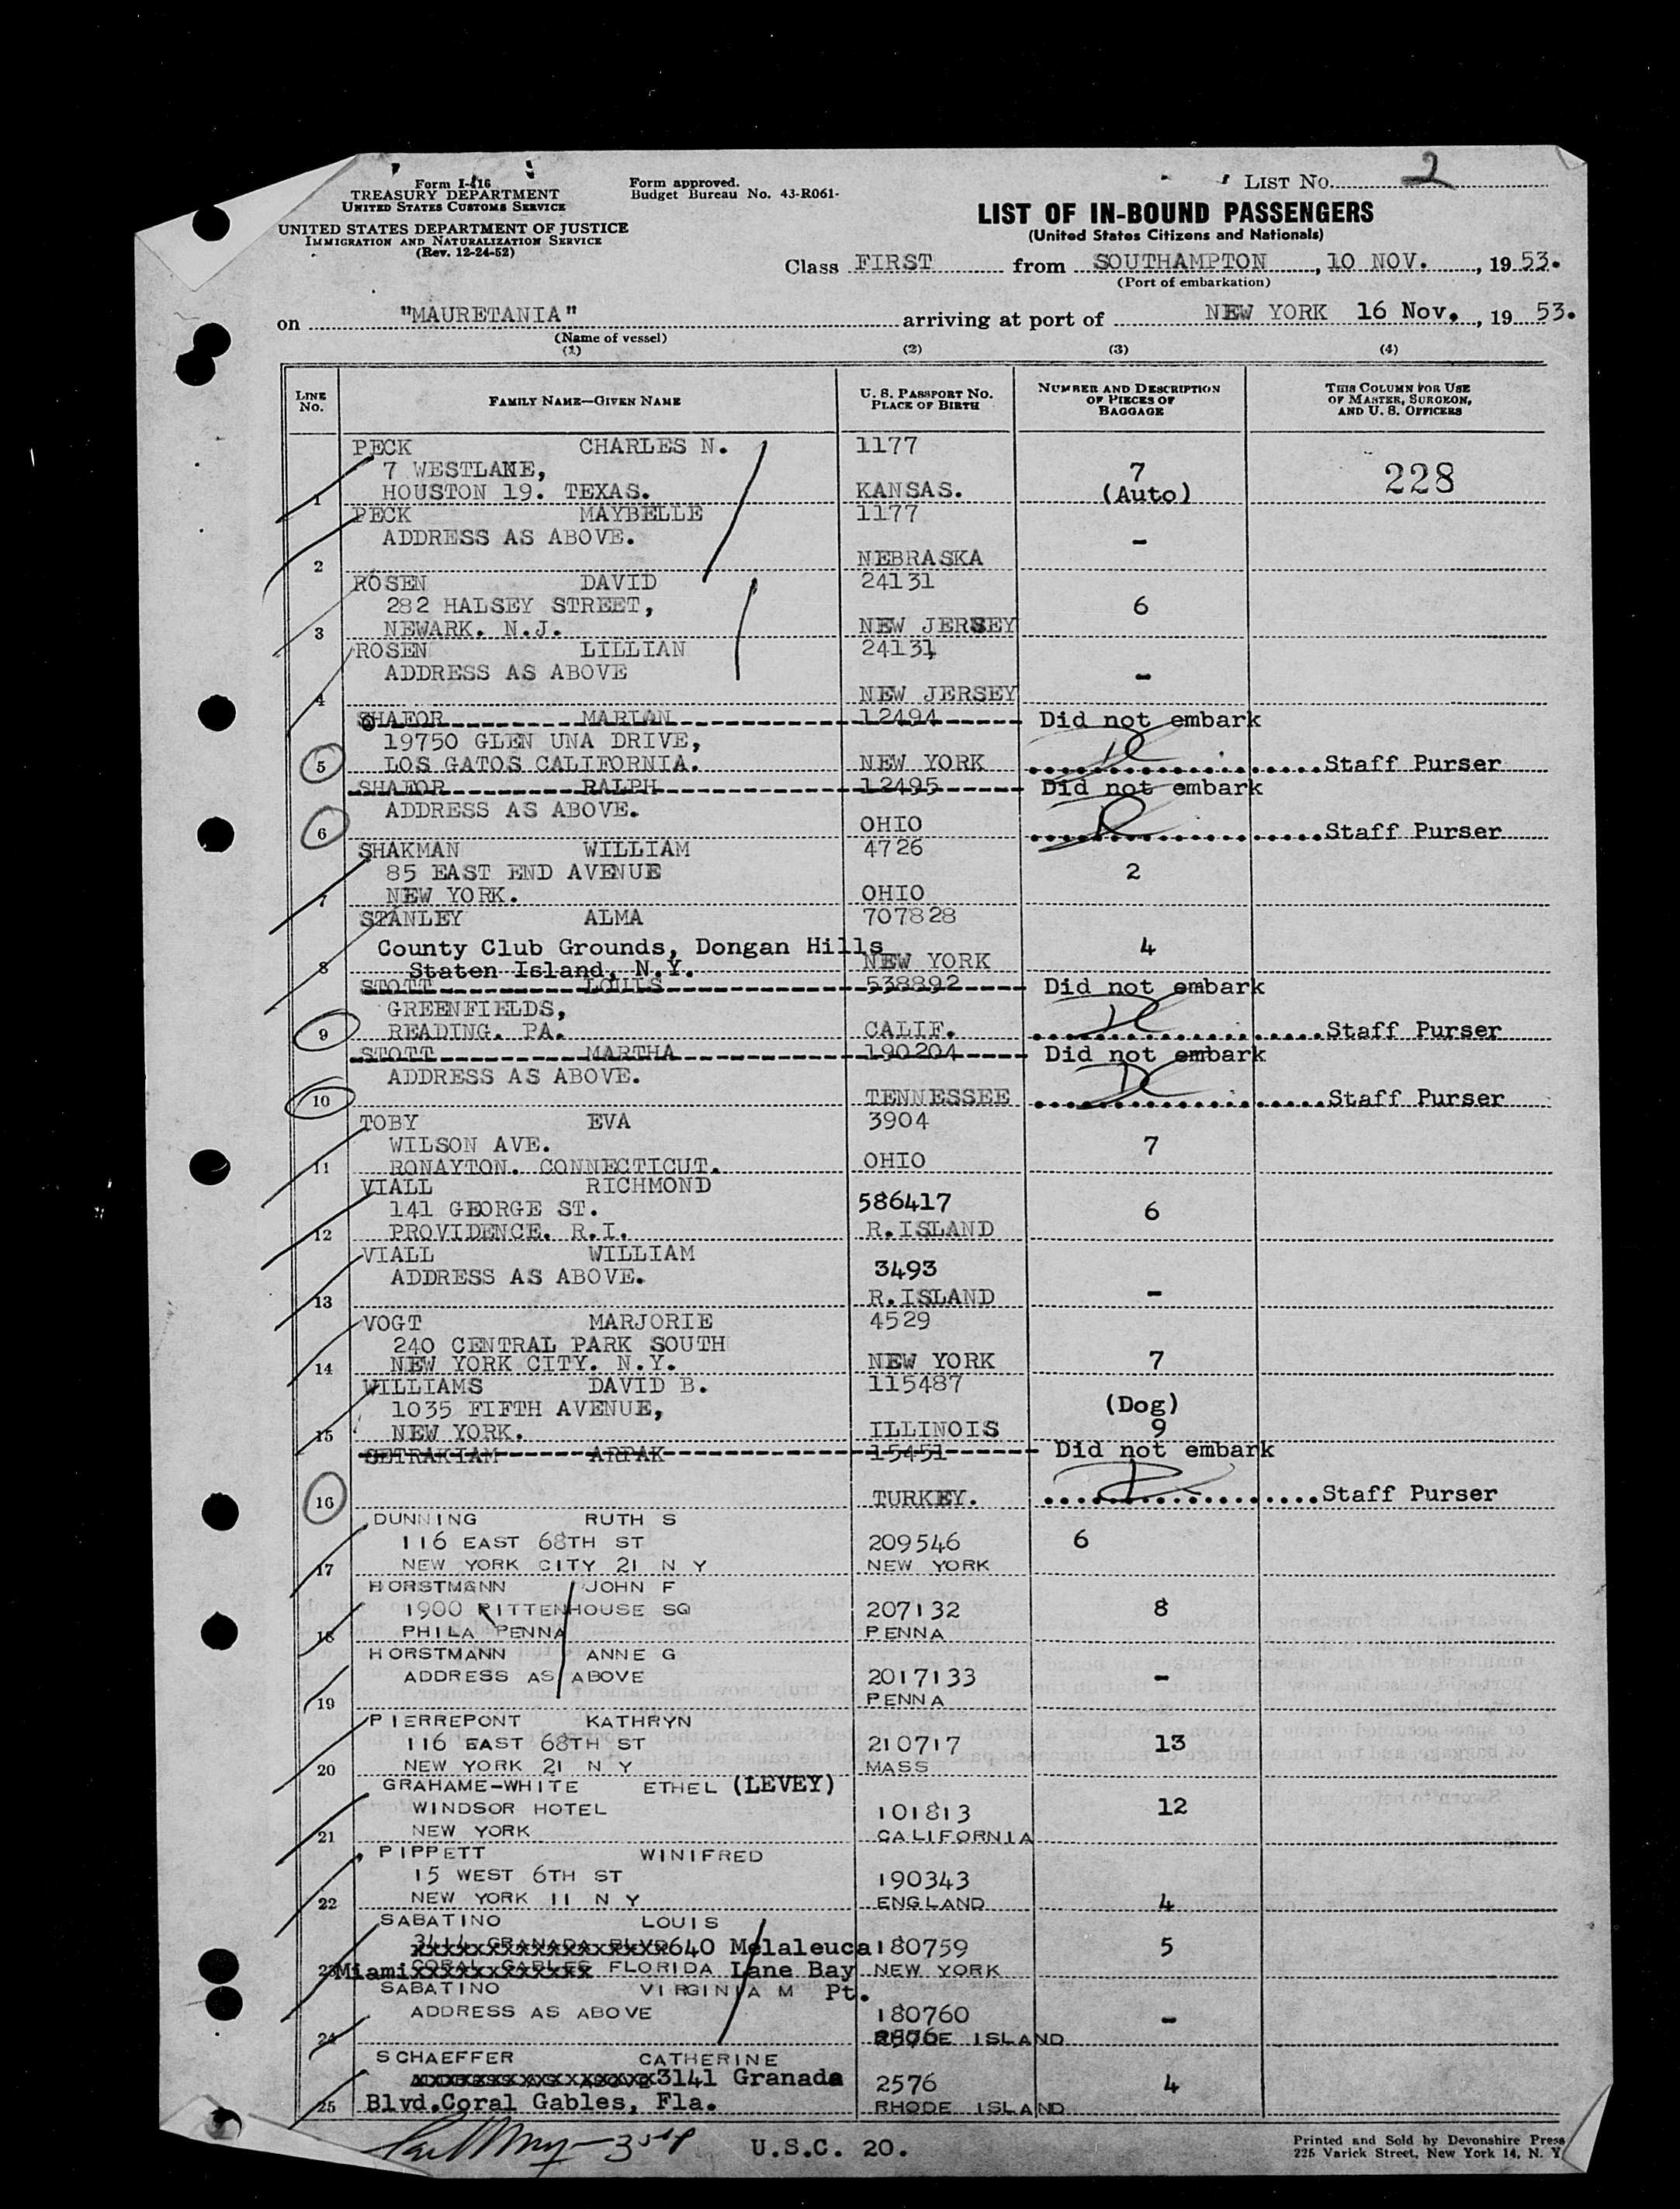 Form I-416
TREASURY DEPARTMENT
UNITED STATES CUSTOMS SERVICE
UNITED STATES DEPARTMENT OF JUSTICE
IMMIGRATION AND NATURALIZATION SERVICE
(Rev. 12-24-52)
Form approved.
Budget Bureau No. 43-R061-
LIST NO. 2
LIST OF IN-BOUND PASSENGERS
(United States Citizens and Nationals)
Class FIRST from SOUTHAMPTON, 10 NOV., 19 53.
(Port of embarkation)
on "MAURETANIA" arriving at port of NEW YORK 16 Nov., 19 53.
(Name of vessel)
(1) (2) (3) (4)
LINE NO. FAMILY NAME—GIVEN NAME U. S. PASSPORT NO. PLACE OF BIRTH NUMBER AND DESCRIPTION OF PIECES OF BAGGAGE THIS COLUMN FOR USE OF MASTER, SURGEON, AND U. S. OFFICERS
PECK CHARLES N. 1177
7 WESTLANE, 7 228
1 HOUSTON 19. TEXAS. KANSAS. (Auto)
PECK MAYBELLE 1177
ADDRESS AS ABOVE. -
2 NEBRASKA
ROSEN DAVID 24131
282 HALSEY STREET, 6
3 NEWARK. N.J. NEW JERSEY
ROSEN LILLIAN 24131
ADDRESS AS ABOVE -
4 NEW JERSEY
SHAFOR MARION 12494 Did not embark
19750 GLEN UNA DRIVE,
5 LOS GATOS CALIFORNIA. NEW YORK Staff Purser
SHAFOR RALPH 12495 Did not embark
ADDRESS AS ABOVE.
6 OHIO Staff Purser
SHAKMAN WILLIAM 4726
85 EAST END AVENUE 2
7 NEW YORK. OHIO
STANLEY ALMA 707828
County Club Grounds, Dongan Hills 4
8 Staten Island, N.Y. NEW YORK
STOTT LOUIS 538892 Did not embark
GREENFIELDS,
9 READING. PA. CALIF. Staff Purser
STOTT MARTHA 190204 Did not embark
ADDRESS AS ABOVE.
10 TENNESSEE Staff Purser
TOBY EVA 3904
WILSON AVE. 7
11 RONAYTON. CONNECTICUT. OHIO
VIALL RICHMOND 586417
141 GEORGE ST. 6
12 PROVIDENCE. R.I. R.ISLAND
VIALL WILLIAM
ADDRESS AS ABOVE. 3493
13 R.ISLAND -
VOGT MARJORIE 4529
240 CENTRAL PARK SOUTH
14 NEW YORK CITY. N.Y. NEW YORK 7
WILLIAMS DAVID B. 115487
1035 FIFTH AVENUE, (Dog)
15 NEW YORK. ILLINOIS 9
SETRAKIAM ARPAK 15451 Did not embark
16 TURKEY. Staff Purser
DUNNING RUTH S
116 EAST 68TH ST 209546 6
17 NEW YORK CITY 21 N Y NEW YORK
HORSTMANN JOHN F
1900 RITTENHOUSE SQ 207132 8
18 PHILA PENNA PENNA
HORSTMANN ANNE G
ADDRESS AS ABOVE 2017133 -
19 PENNA
PIERREPONT KATHRYN
116 EAST 68TH ST 210717 13
20 NEW YORK 21 N Y MASS
GRAHAME-WHITE ETHEL (LEVEY)
WINDSOR HOTEL 101813 12
21 NEW YORK CALIFORNIA
PIPPETT WINIFRED
15 WEST 6TH ST 190343
22 NEW YORK 11 N Y ENGLAND 4
SABATINO LOUIS
640 Melaleuca 180759 5
23 Miami FLORIDA Lane Bay NEW YORK
SABATINO VIRGINIA M Pt.
ADDRESS AS ABOVE 180760 -
24 RHODE ISLAND
SCHAEFFER CATHERINE
3141 Granada 2576 4
25 Blvd. Coral Gables, Fla. RHODE ISLAND
U.S.C. 20.
Printed and Sold by Devonshire Press
225 Varick Street, New York 14, N. Y.